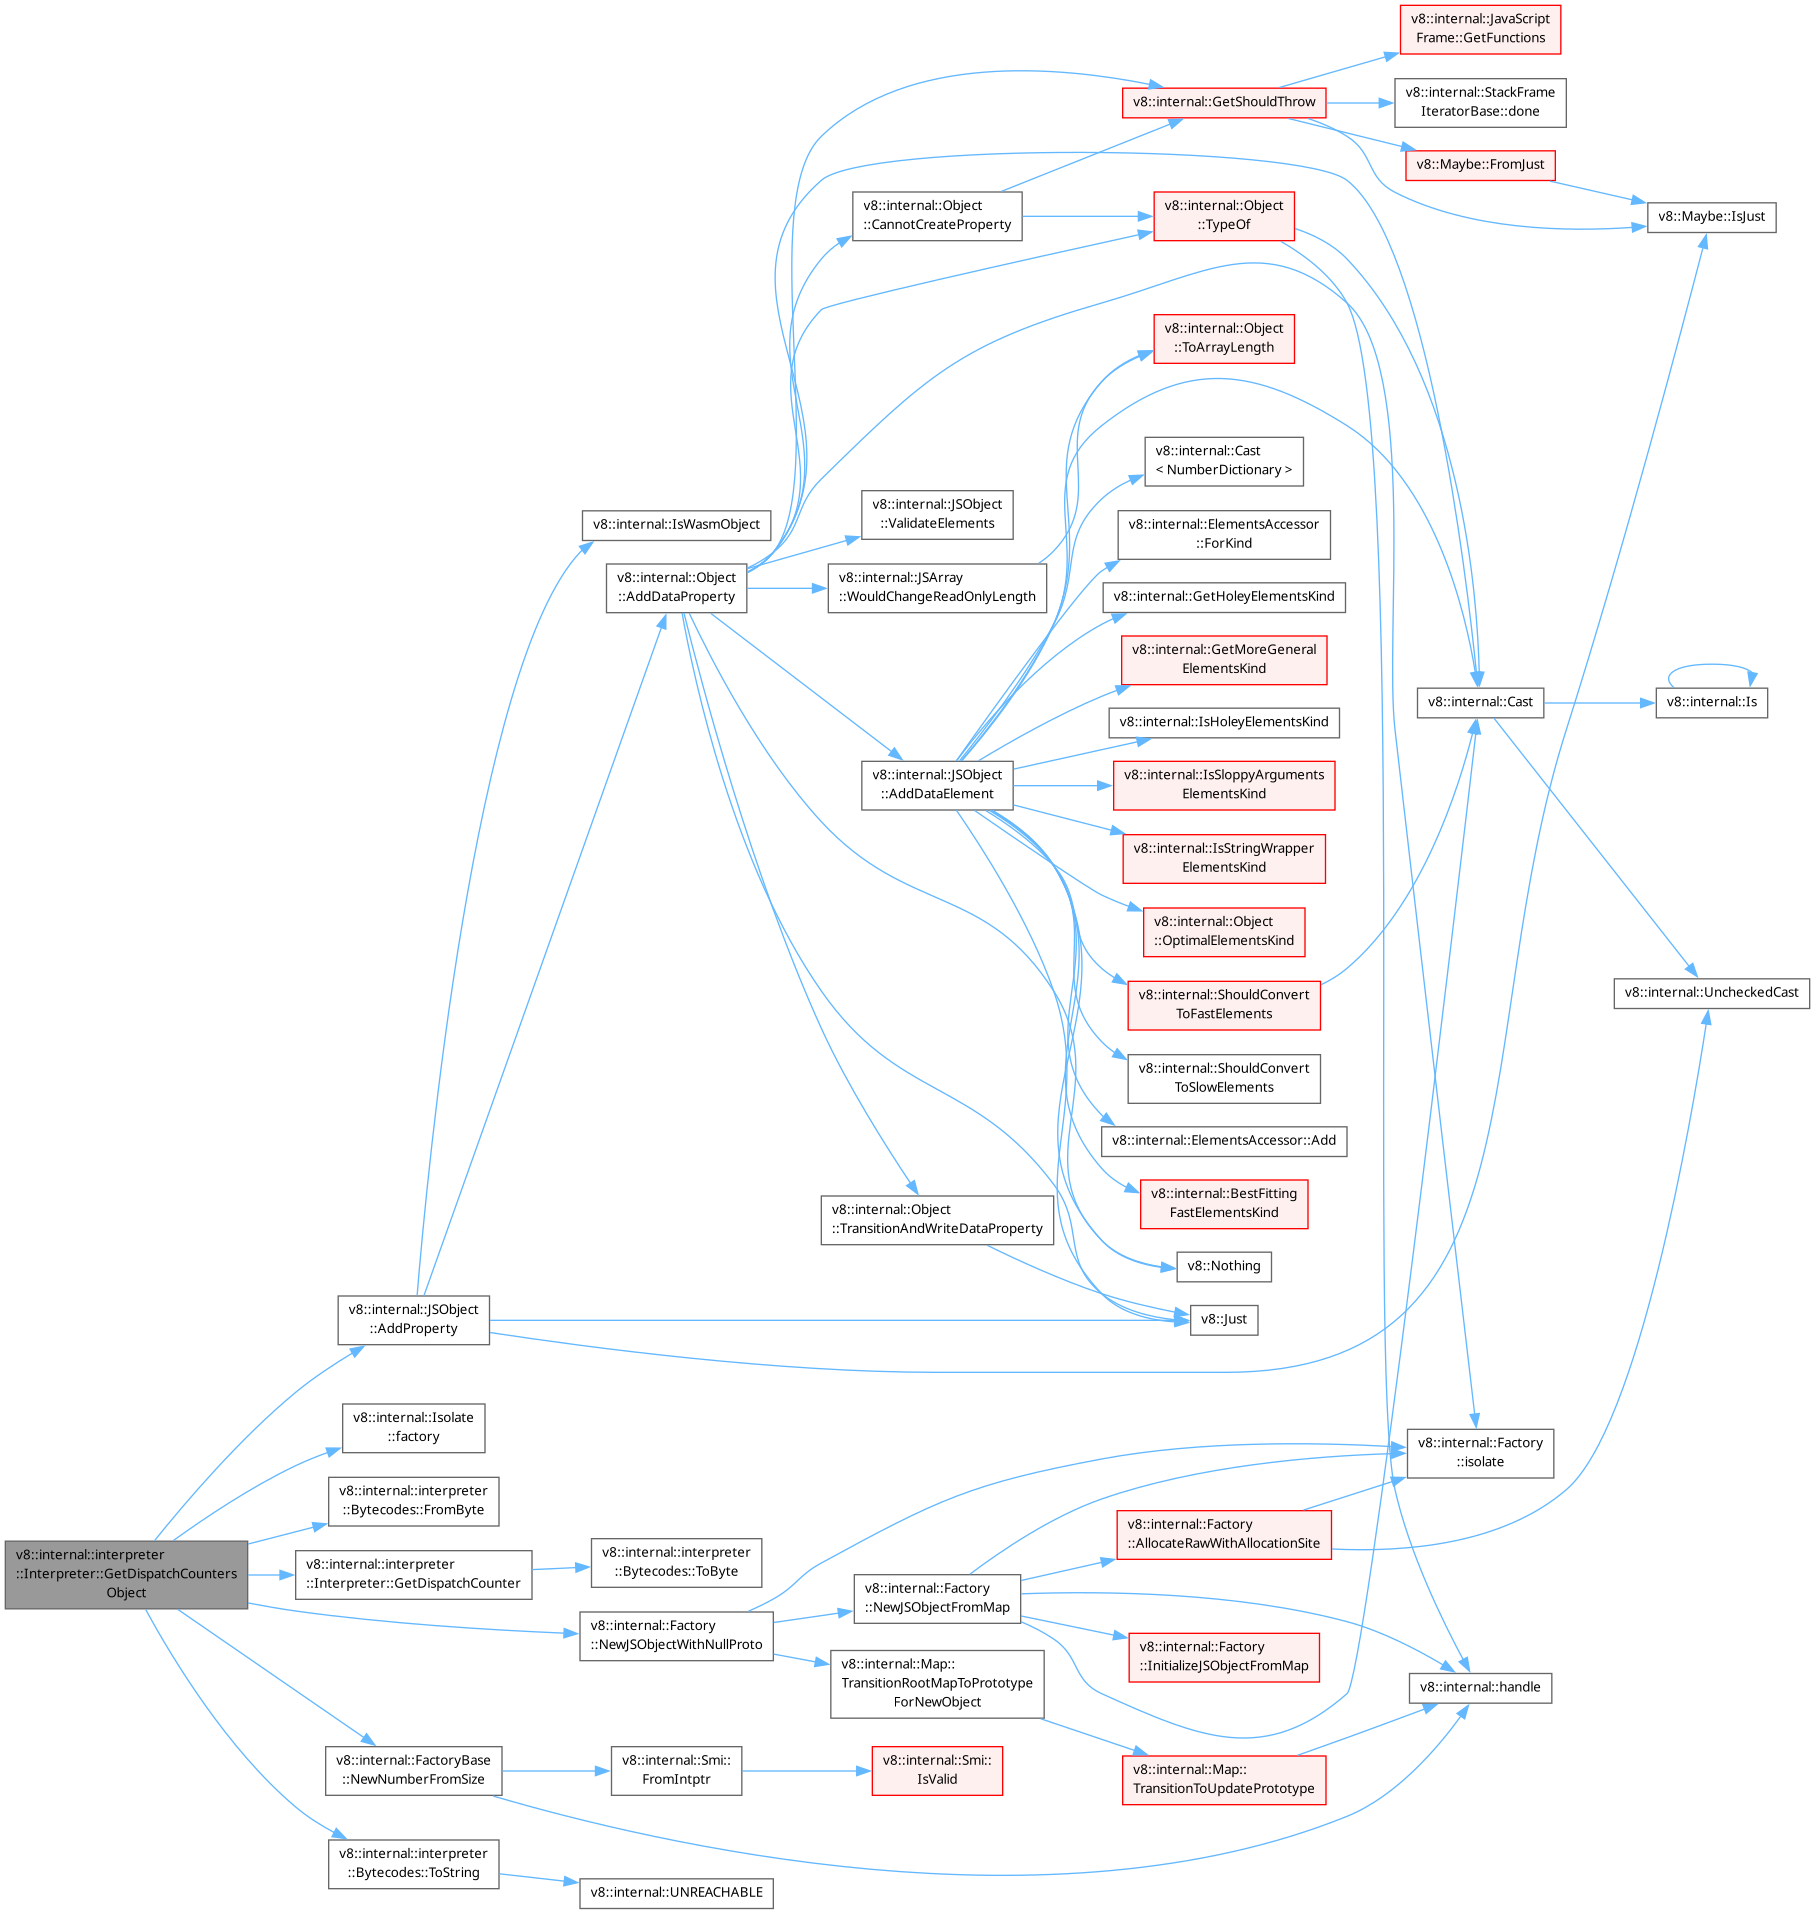 v8::internal::JavaScript
Frame::GetFunctions
v8::internal::GetShouldThrow
v8::internal::StackFrame
IteratorBase::done
v8::Maybe::FromJust
v8::internal::Object
::CannotCreateProperty
v8::internal::Object
::TypeOf
v8::Maybe::IsJust
v8::internal::Object
::ToArrayLength
v8::internal::Cast
< NumberDictionary >
v8::internal::IsWasmObject
v8::internal::JSObject
::ValidateElements
v8::internal::ElementsAccessor
::ForKind
v8::internal::Object
::AddDataProperty
v8::internal::JSArray
::WouldChangeReadOnlyLength
v8::internal::GetHoleyElementsKind
v8::internal::GetMoreGeneral
ElementsKind
v8::internal::Cast
v8::internal::Is
v8::internal::IsHoleyElementsKind
v8::internal::JSObject
::AddDataElement
v8::internal::IsSloppyArguments
ElementsKind
v8::internal::IsStringWrapper
ElementsKind
v8::internal::Object
::OptimalElementsKind
v8::internal::ShouldConvert
ToFastElements
v8::internal::UncheckedCast
v8::internal::ShouldConvert
ToSlowElements
v8::internal::ElementsAccessor::Add
v8::internal::BestFitting
FastElementsKind
v8::internal::Object
::TransitionAndWriteDataProperty
v8::Nothing
v8::internal::JSObject
::AddProperty
v8::Just
v8::internal::Isolate
::factory
v8::internal::Factory
::isolate
v8::internal::interpreter
::Bytecodes::FromByte
v8::internal::Factory
::AllocateRawWithAllocationSite
v8::internal::interpreter
::Interpreter::GetDispatchCounters
Object
v8::internal::interpreter
::Interpreter::GetDispatchCounter
v8::internal::interpreter
::Bytecodes::ToByte
v8::internal::Factory
::NewJSObjectFromMap
v8::internal::Factory
::NewJSObjectWithNullProto
v8::internal::Factory
::InitializeJSObjectFromMap
v8::internal::Map::
TransitionRootMapToPrototype
ForNewObject
v8::internal::handle
v8::internal::FactoryBase
::NewNumberFromSize
v8::internal::Smi::
FromIntptr
v8::internal::Smi::
IsValid
v8::internal::Map::
TransitionToUpdatePrototype
v8::internal::interpreter
::Bytecodes::ToString
v8::internal::UNREACHABLE